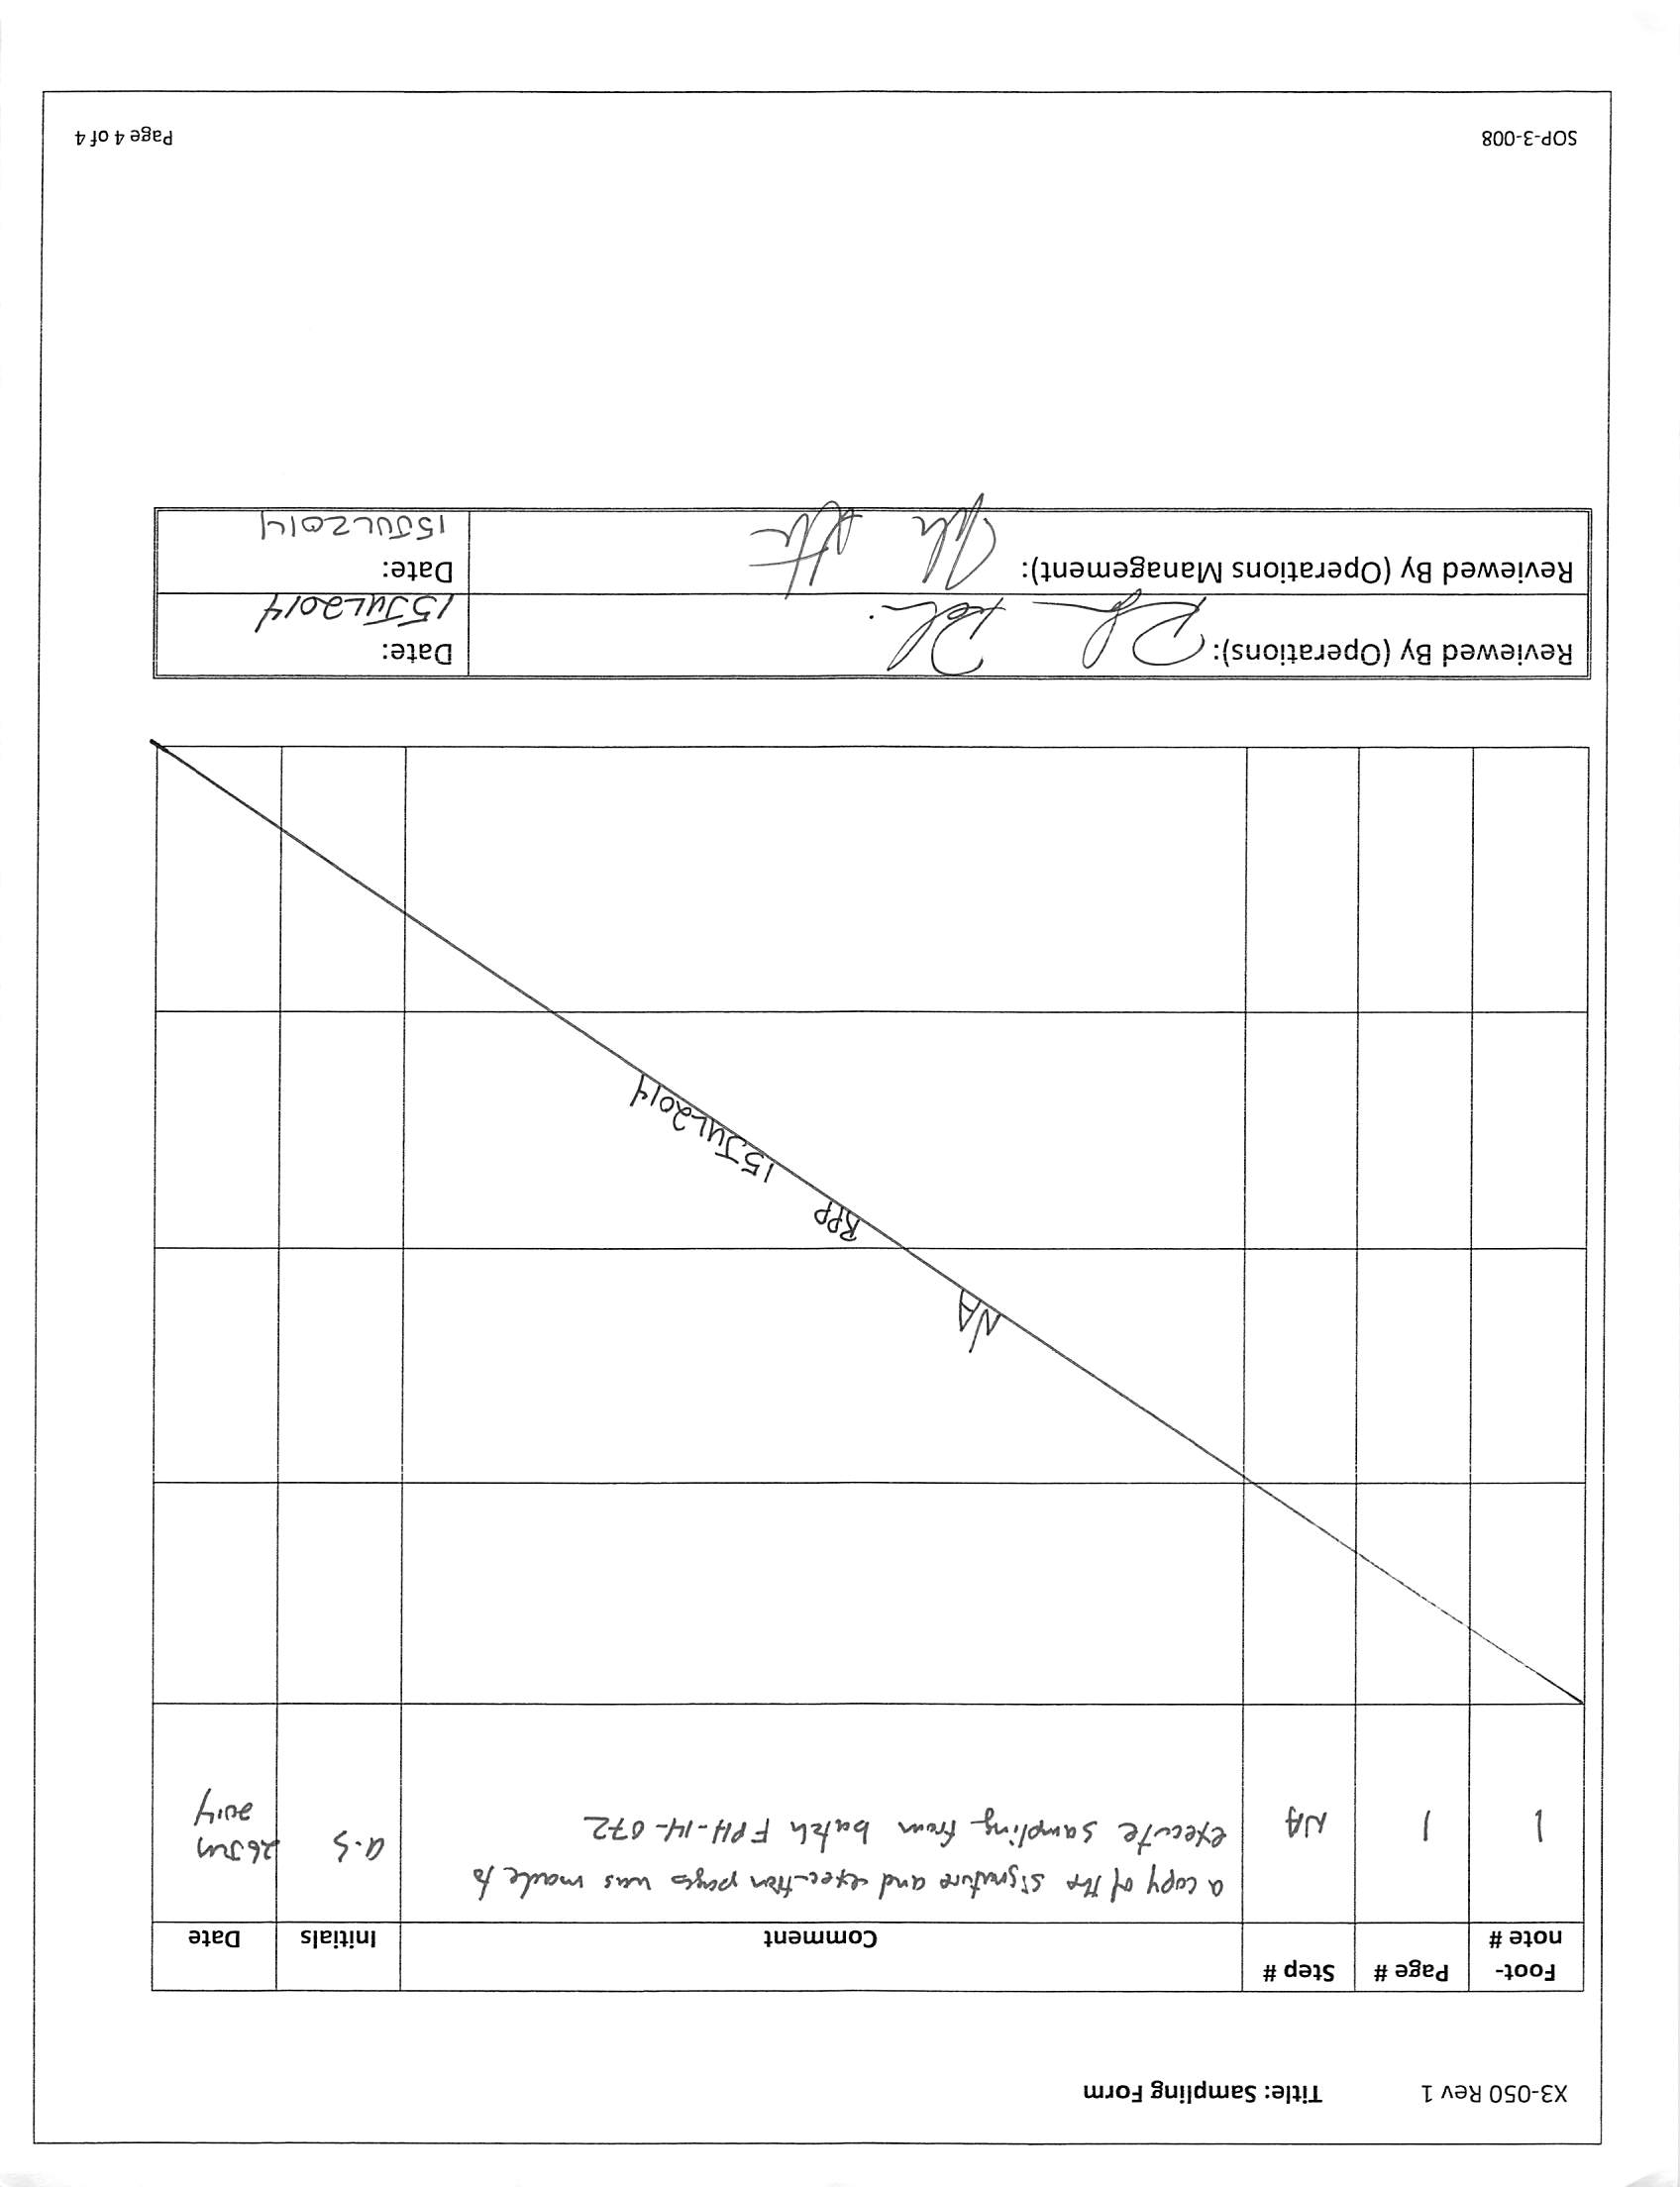 X3-050 Rev 1 Title: Sampling Form
Foot-note # Page # Step # Comment Initials Date
1 1 NA a copy of the signature and execution pages was made to
execute sampling from batch FPH-14-072 a.s 26Jun
2014
NA
RPP
15JUL2014
Reviewed By (Operations): Date:
15JUL2014
Reviewed By (Operations Management): Date:
15JUL2014
SOP-3-008 Page 4 of 4